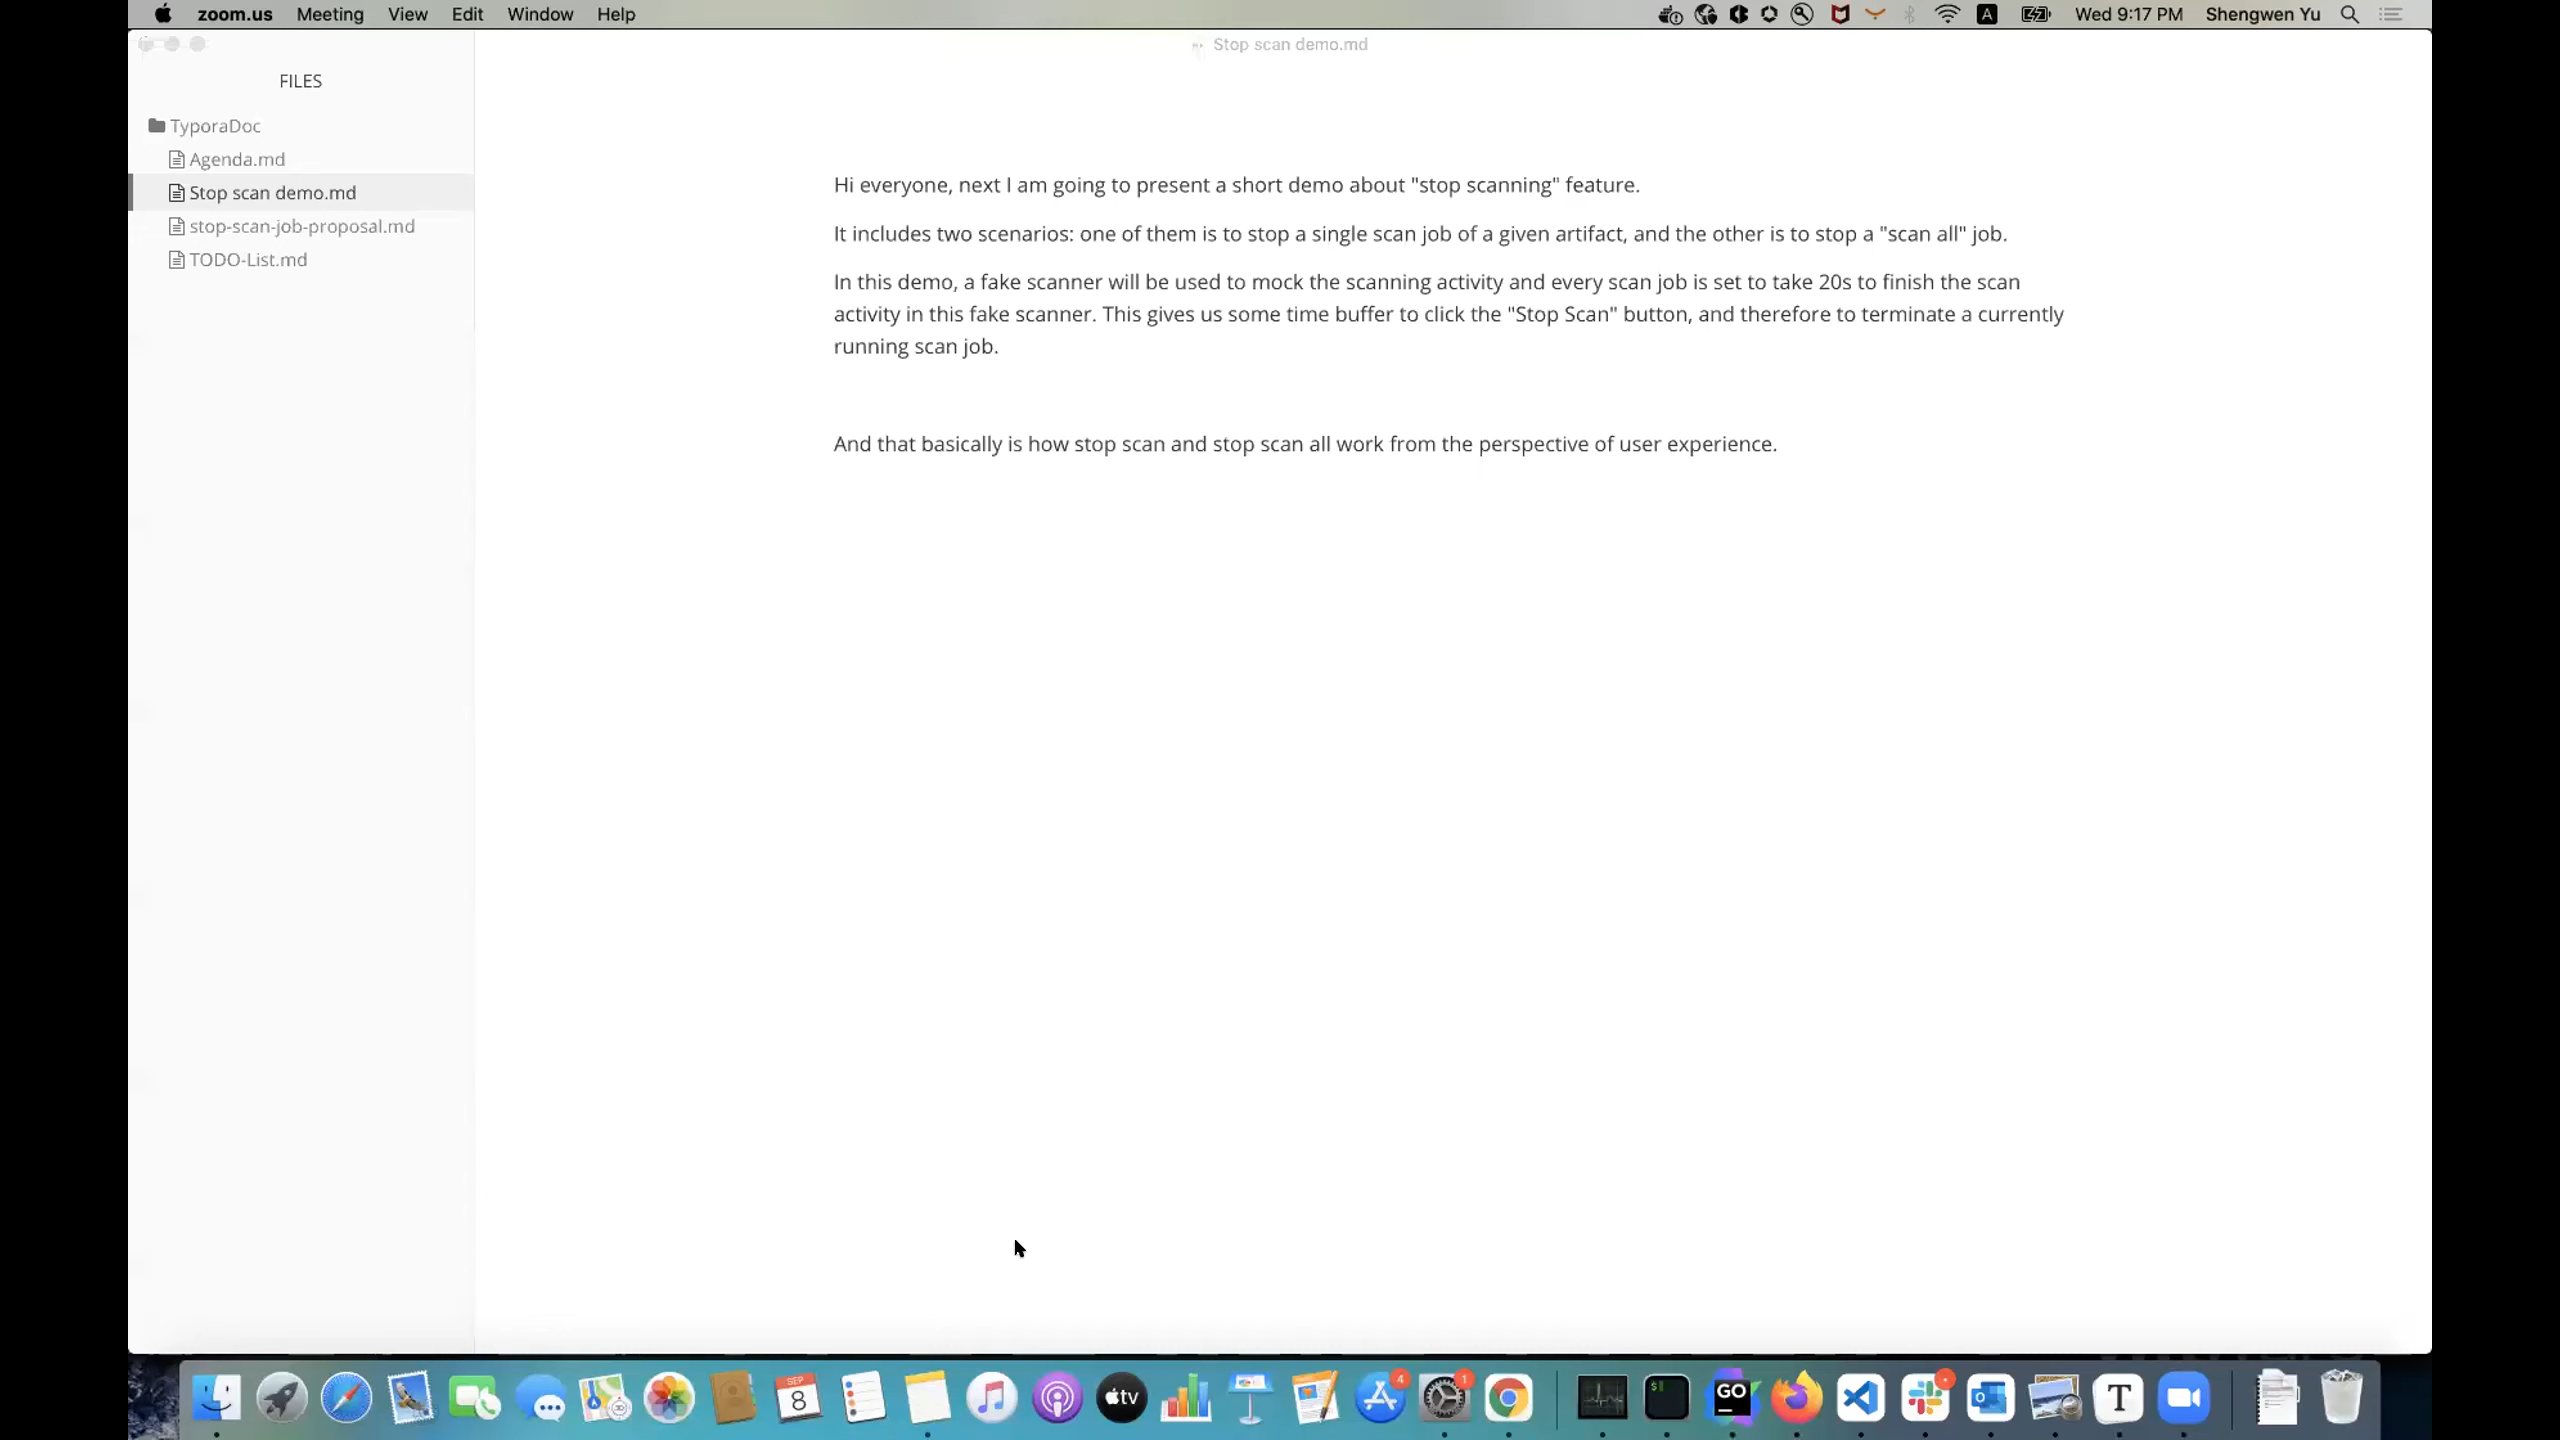 zoom.us Meeting View Edit Window Help
A Wed 9:17 PM Shengwen Yu
Stop scan demo.md
FILES
TyporaDoc
Agenda.md
Stop scan demo.md
stop-scan-job-proposal.md
TODO-List.md
Hi everyone, next I am going to present a short demo about "stop scanning" feature.
It includes two scenarios: one of them is to stop a single scan job of a given artifact, and the other is to stop a "scan all" job.
In this demo, a fake scanner will be used to mock the scanning activity and every scan job is set to take 20s to finish the scan
activity in this fake scanner. This gives us some time buffer to click the "Stop Scan" button, and therefore to terminate a currently
running scan job.
And that basically is how stop scan and stop scan all work from the perspective of user experience.
SEP
8
tv
4
1
$
GO
T